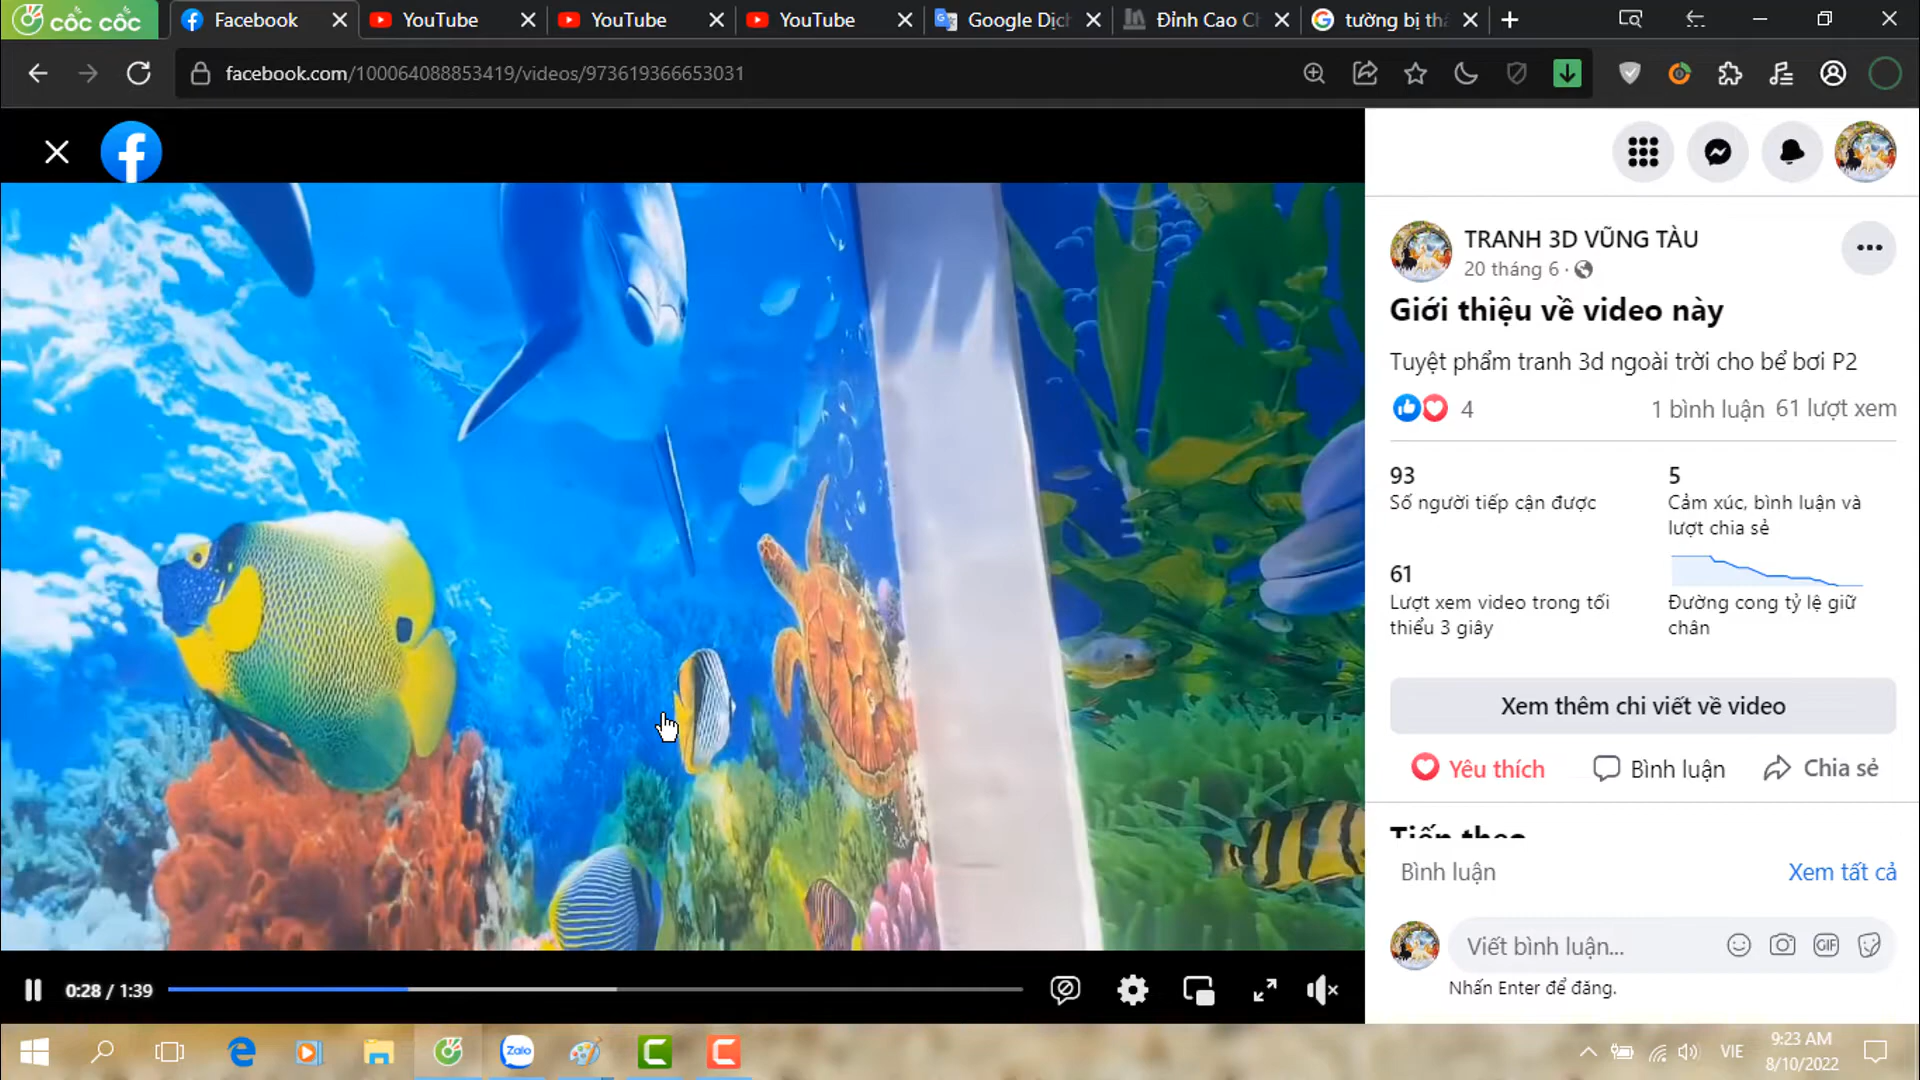 cốc cốc
Facebook
YouTube
YouTube
YouTube
Google Dịch
Đỉnh Cao
tường bị
facebook.com/100064088853419/videos/973619366653031
TRANH 3D VŨNG TÀU
20 tháng 6 ·
Giới thiệu về video này
Tuyệt phẩm tranh 3d ngoài trời cho bể bơi P2
4
1 bình luận 61 lượt xem
93
Số người tiếp cận được
5
Cảm xúc, bình luận và
lượt chia sẻ
61
Lượt xem video trong tối
thiểu 3 giây
Đường cong tỷ lệ giữ
chân
Xem thêm chi viết về video
Yêu thích
Bình luận
Chia sẻ
Tiếp theo
Bình luận
Xem tất cả
Viết bình luận...
GIF
Nhấn Enter để đăng.
0:28 / 1:39
Zalo
VIE
9:23 AM
8/10/2022